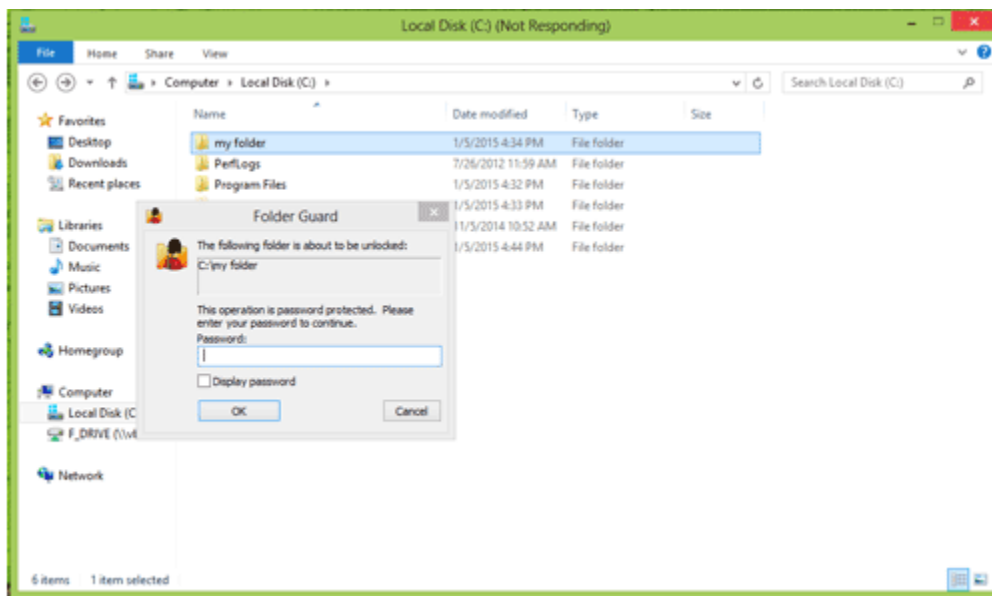 Local Disk (C:) (Not Responding)
File Home Share View
Computer Local Disk (C:)
Search Local Disk (C:)
Name Date modified Type Size
Favorites
Desktop
Downloads
Recent places
Libraries
Documents
Music
Pictures
Videos
Homegroup
Computer
Local Disk (C
F_DRIVE
Network
my folder 1/5/2015 4:34 PM File folder
PerfLogs 7/26/2012 11:59 AM File folder
Program Files 1/5/2015 4:32 PM File folder
1/5/2015 4:33 PM File folder
11/5/2014 10:52 AM File folder
1/5/2015 4:44 PM File folder
Folder Guard
The following folder is about to be unlocked:
C:\my folder
This operation is password protected. Please
enter your password to continue.
Password:
Display password
OK Cancel
6 items 1 item selected